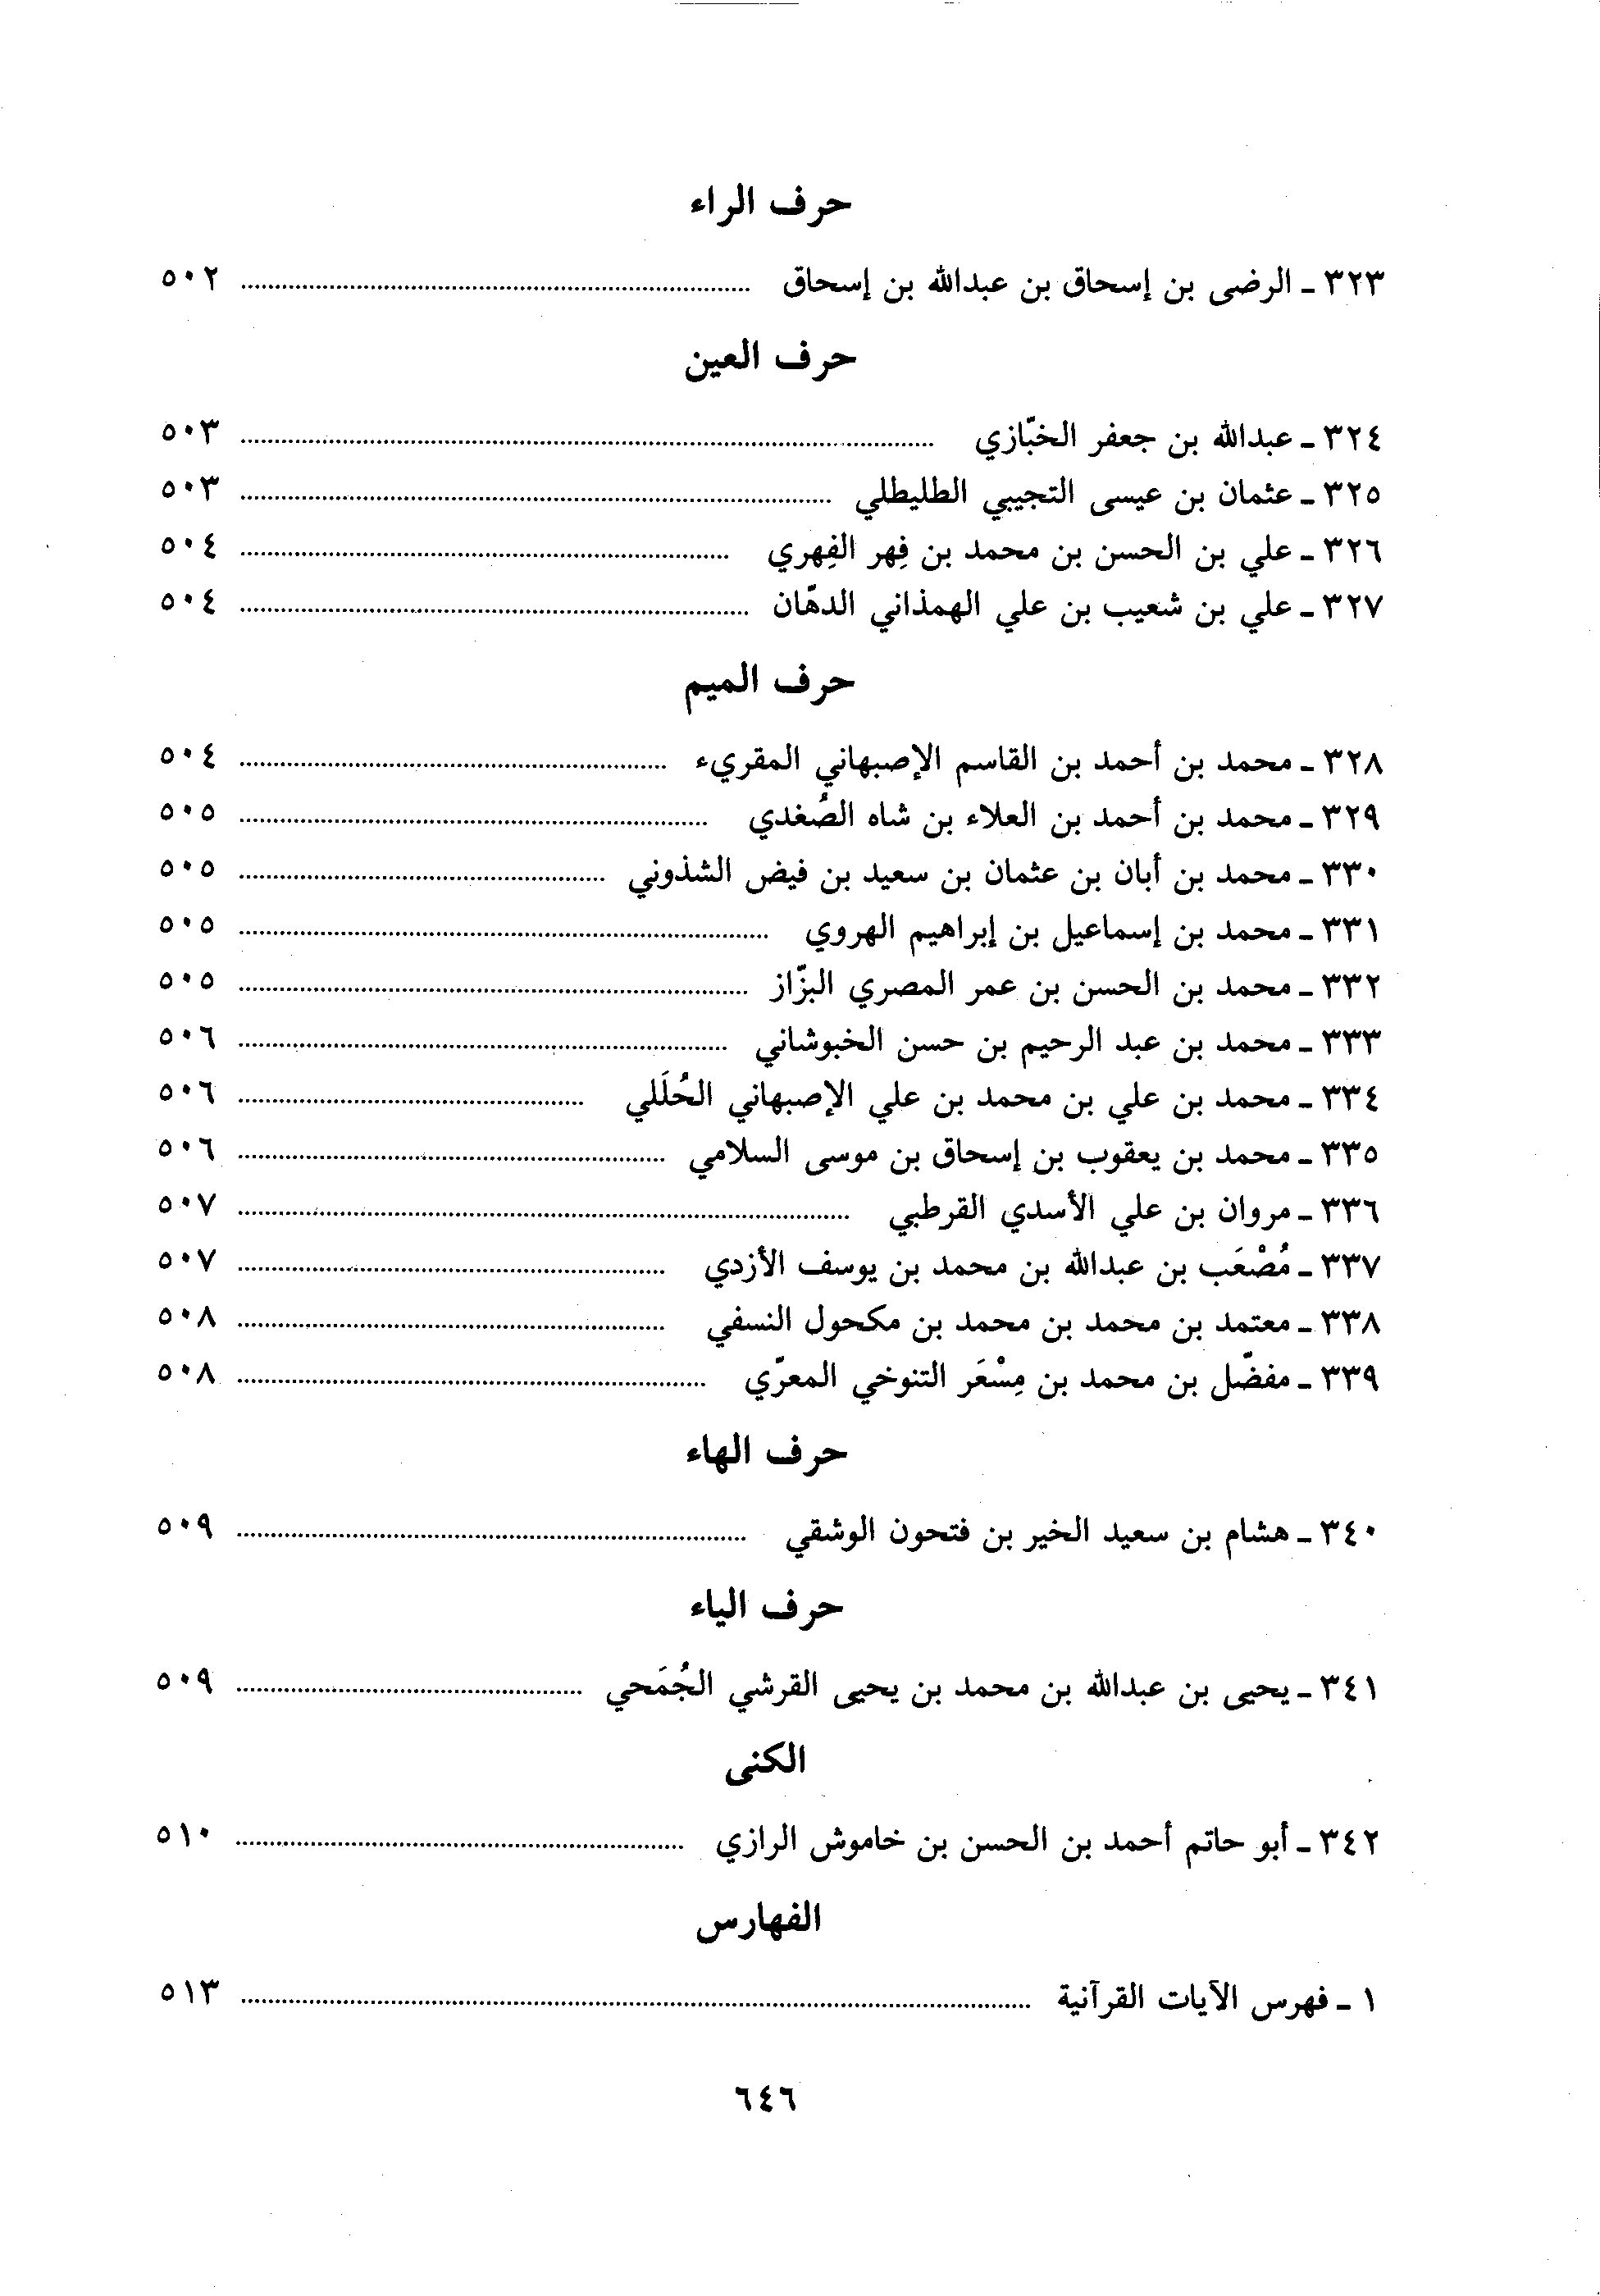 حرف الراء
٣٢٣ ـ الرضى بن إسحاق بن عبدالله بن إسحاق ........ ٥٠٢
حرف العين
٣٢٤ ـ عبدالله بن جعفر الخبّازي ........ ٥٠٣
٣٢٥ ـ عثمان بن عيسى التجيبي الطليطلي ........ ٥٠٣
٣٢٦ ـ علي بن الحسن بن محمد بن فِهر الفِهري ........ ٥٠٤
٣٢٧ ـ علي بن شعيب بن علي الهمذاني الدهّان ........ ٥٠٤
حرف الميم
٣٢٨ ـ محمد بن أحمد بن القاسم الإصبهاني المقريء ........ ٥٠٤
٣٢٩ ـ محمد بن أحمد بن العلاء بن شاه الصُغدي ........ ٥٠٥
٣٣٠ ـ محمد بن أبان بن عثمان بن سعيد بن فيض الشذوني ........ ٥٠٥
٣٣١ ـ محمد بن إسماعيل بن إبراهيم الهروي ........ ٥٠٥
٣٣٢ ـ محمد بن الحسن بن عمر المصري البزّاز ........ ٥٠٥
٣٣٣ ـ محمد بن عبد الرحيم بن حسن الخبوشاني ........ ٥٠٦
٣٣٤ ـ محمد بن علي بن محمد بن علي الإصبهاني الحُلَلي ........ ٥٠٦
٣٣٥ ـ محمد بن يعقوب بن إسحاق بن موسى السلامي ........ ٥٠٦
٣٣٦ ـ مروان بن علي الأسدي القرطبي ........ ٥٠٧
٣٣٧ ـ مُصْعَب بن عبدالله بن محمد بن يوسف الأزدي ........ ٥٠٧
٣٣٨ ـ معتمد بن محمد بن محمد بن مكحول النسفي ........ ٥٠٨
٣٣٩ ـ مفضّل بن محمد بن مِسْعَر التنوخي المعرّي ........ ٥٠٨
حرف الهاء
٣٤٠ ـ هشام بن سعيد الخير بن فتحون الوشقي ........ ٥٠٩
حرف الياء
٣٤١ ـ يحيى بن عبدالله بن محمد بن يحيى القرشي الجُمَحي ........ ٥٠٩
الكنى
٣٤٢ ـ أبو حاتم أحمد بن الحسن بن خاموش الرازي ........ ٥١٠
الفهارس
١ ـ فهرس الآيات القرآنية ........ ٥١٣
٦٤٦